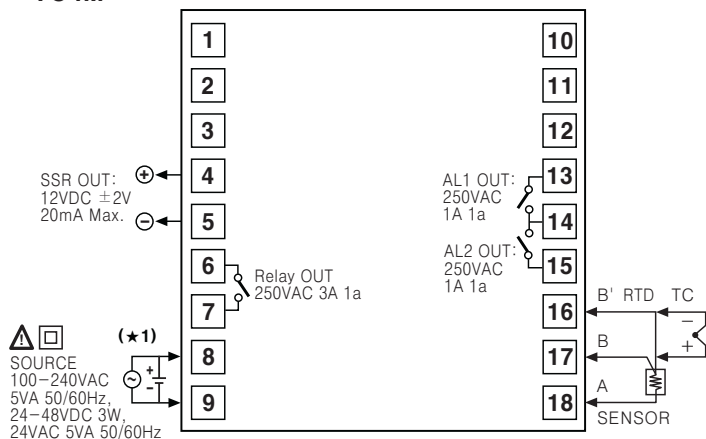 1
2
3
4
5
6
7
8
9
10
11
12
13
14
15
16
17
18
SSR OUT:
12VDC ±2V
20mA Max.
+
−
Relay OUT
250VAC 3A 1a
(★1)
SOURCE
100−240VAC
5VA 50/60Hz,
24−48VDC 3W,
24VAC 5VA 50/60Hz
+
−
AL1 OUT:
250VAC
1A 1a
AL2 OUT:
250VAC
1A 1a
B' RTD TC
B
A
−
+
SENSOR